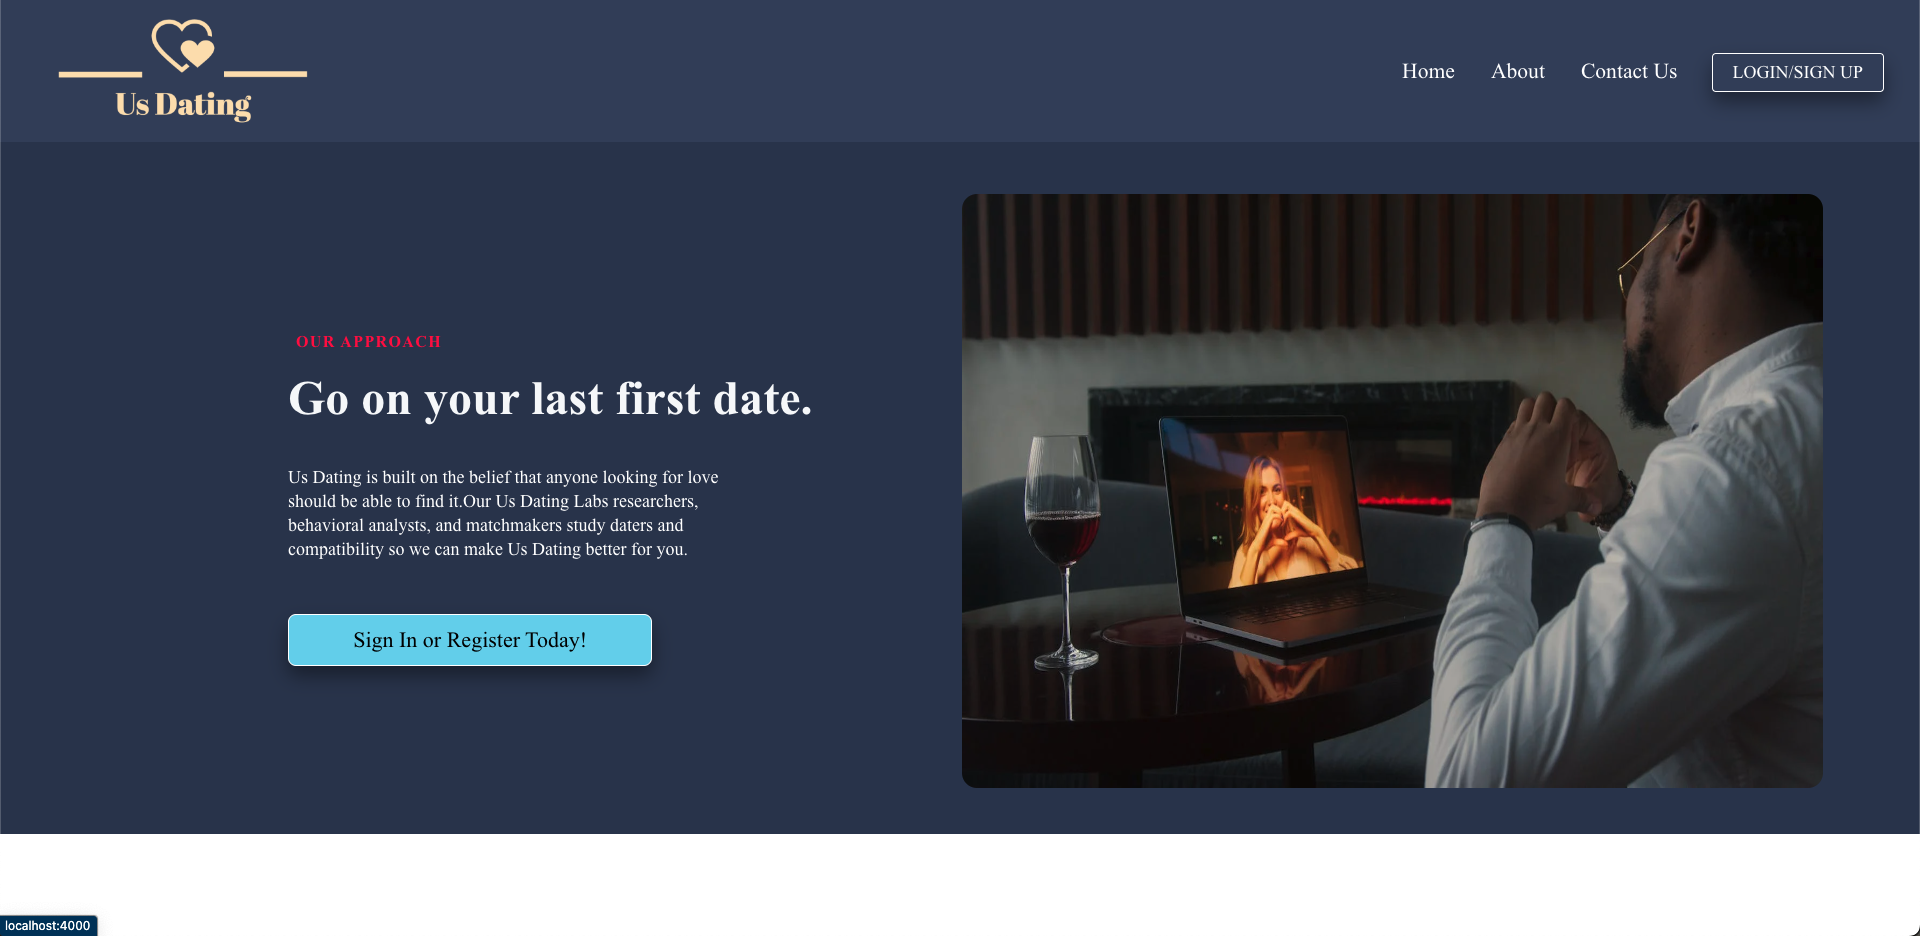 Us Dating
Home
About
Contact Us
LOGIN/SIGN UP
OUR APPROACH
Go on your last first date.
Us Dating is built on the belief that anyone looking for love
should be able to find it.Our Us Dating Labs researchers,
behavioral analysts, and matchmakers study daters and
compatibility so we can make Us Dating better for you.
Sign In or Register Today!
localhost:4000